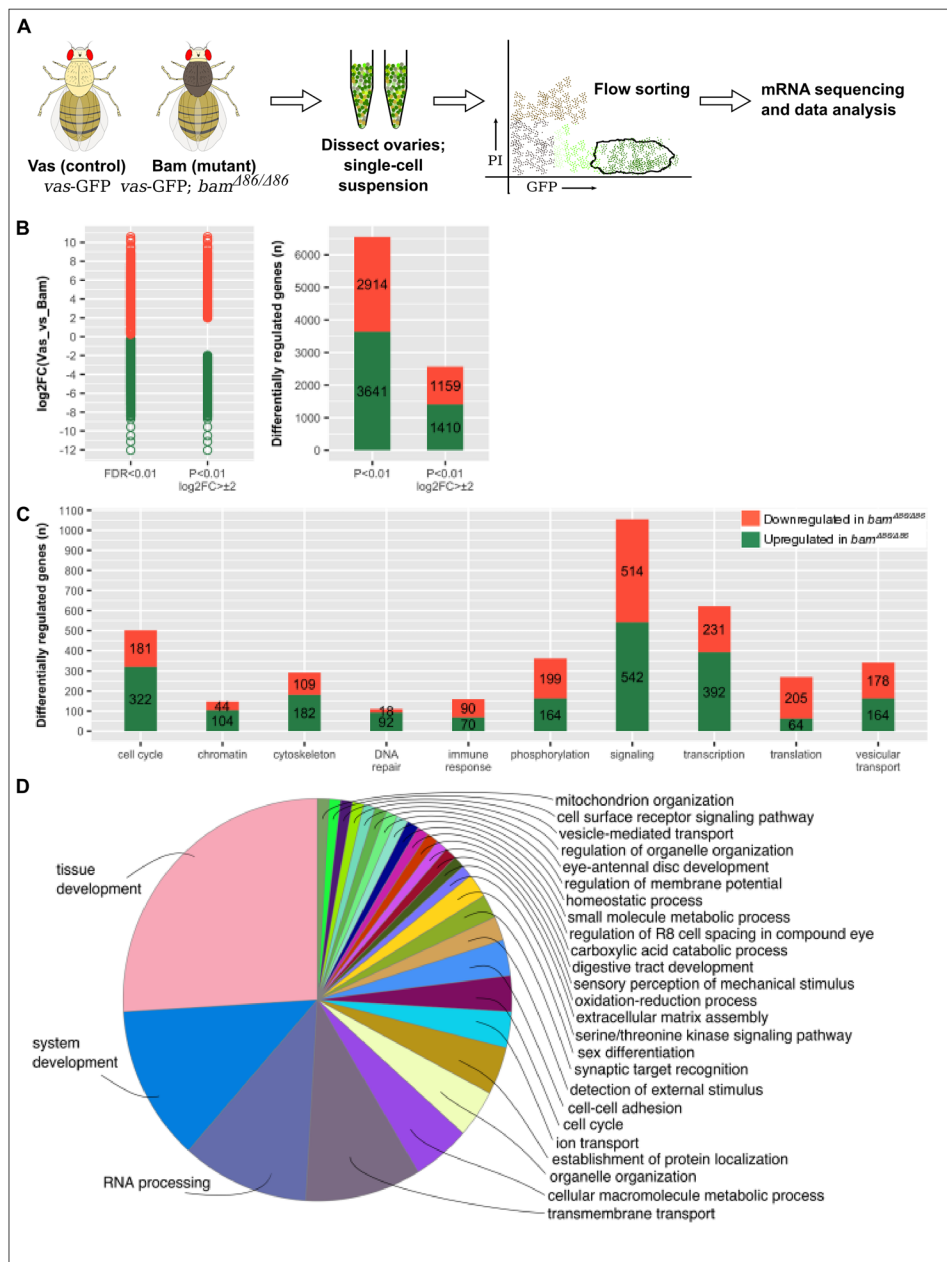 A
Vas (control)
vas-GFP
Bam (mutant)
vas-GFP; bam^Δ86/Δ86
Dissect ovaries;
single-cell
suspension
PI
GFP
Flow sorting
mRNA sequencing
and data analysis
B
log2FC(Vas_vs_Bam)
10
8
6
4
2
0
-2
-4
-6
-8
-10
-12
FDR<0.01
P<0.01
log2FC>±2
Differentially regulated genes (n)
6000
5000
4000
3000
2000
1000
0
2914
3641
1159
1410
P<0.01
P<0.01
log2FC>±2
C
Differentially regulated genes (n)
1100
1000
900
800
700
600
500
400
300
200
100
0
Downregulated in bam^Δ86/Δ86
Upregulated in bam^Δ86/Δ86
181
322
44
104
109
182
18
92
90
70
199
164
514
542
231
392
205
64
178
164
cell cycle
chromatin
cytoskeleton
DNA
repair
immune
response
phosphorylation
signaling
transcription
translation
vesicular
transport
D
tissue
development
system
development
RNA processing
mitochondrion organization
cell surface receptor signaling pathway
vesicle-mediated transport
regulation of organelle organization
eye-antennal disc development
regulation of membrane potential
homeostatic process
small molecule metabolic process
regulation of R8 cell spacing in compound eye
carboxylic acid catabolic process
digestive tract development
sensory perception of mechanical stimulus
oxidation-reduction process
extracellular matrix assembly
serine/threonine kinase signaling pathway
sex differentiation
synaptic target recognition
detection of external stimulus
cell-cell adhesion
cell cycle
ion transport
establishment of protein localization
organelle organization
cellular macromolecule metabolic process
transmembrane transport